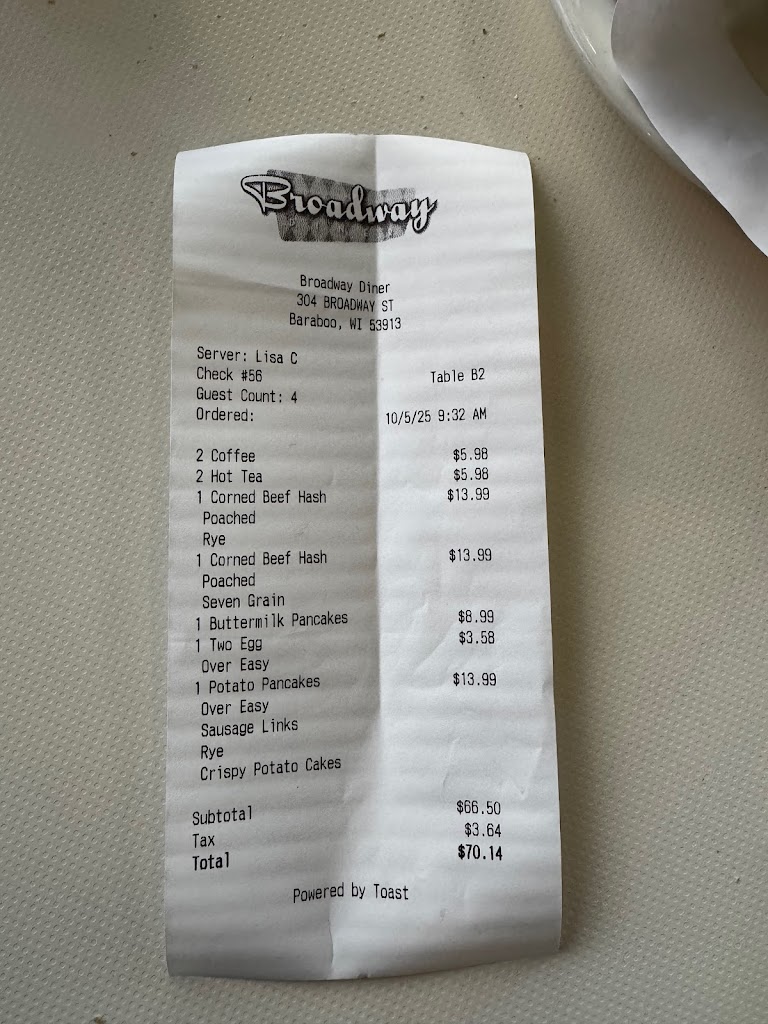 Broadway
Broadway Diner
304 BROADWAY ST
Baraboo, WI 53913
Server: Lisa C
Check #56 Table B2
Guest Count: 4
Ordered: 10/5/25 9:32 AM
2 Coffee $5.98
2 Hot Tea $5.98
1 Corned Beef Hash $13.99
Poached
Rye
1 Corned Beef Hash $13.99
Poached
Seven Grain
1 Buttermilk Pancakes $8.99
1 Two Egg $3.58
Over Easy
1 Potato Pancakes $13.99
Over Easy
Sausage Links
Rye
Crispy Potato Cakes
Subtotal $66.50
Tax $3.64
Total $70.14
Powered by Toast